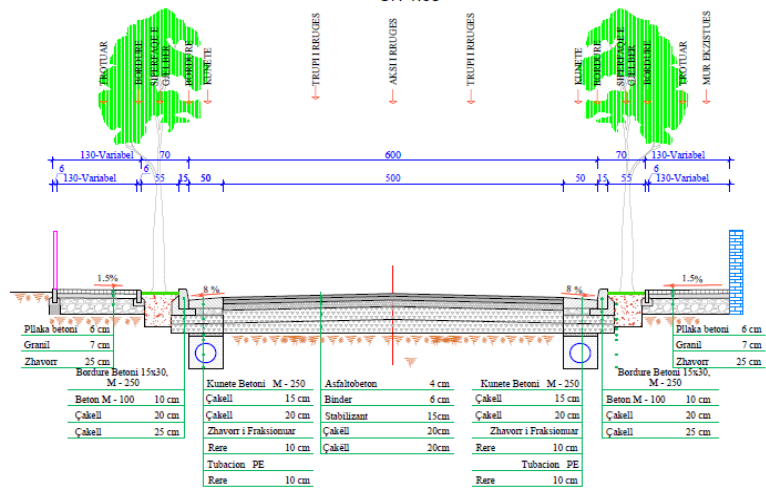 TROTUAR
BORDURE
SIPERFAQE E
GJELBER
BORDURE
KUNETE
TRUPI I RRUGES
AKSI I RRUGES
TRUPI I RRUGES
KUNETE
BORDURE
SIPERFAQE E
GJELBER
BORDURE
TROTUAR
MUR EKZISTUES
130-Variabel 70 600 70 130-Variabel
6 6 6
130-Variabel 55 15 50 500 50 15 55 130-Variabel
1.5% 8 % 8 % 1.5%
Pllaka betoni 6 cm
Granil 7 cm
Zhavorr 25 cm
Bordure Betoni 15x30,
M - 250
Beton M - 100 10 cm
Çakell 20 cm
Çakell 25 cm
Kunete Betoni M - 250
Çakell 15 cm
Çakell 20 cm
Zhavorr i Fraksionuar
Rere 10 cm
Tubacion PE
Rere 10 cm
Asfaltobeton 4 cm
Binder 6 cm
Stabilizant 15cm
Çakëll 20cm
Çakëll 20cm
Kunete Betoni M - 250
Çakell 15 cm
Çakell 20 cm
Zhavorr i Fraksionuar
Rere 10 cm
Tubacion PE
Rere 10 cm
Pllaka betoni 6 cm
Granil 7 cm
Zhavorr 25 cm
Bordure Betoni 15x30,
M - 250
Beton M - 100 10 cm
Çakell 20 cm
Çakell 25 cm